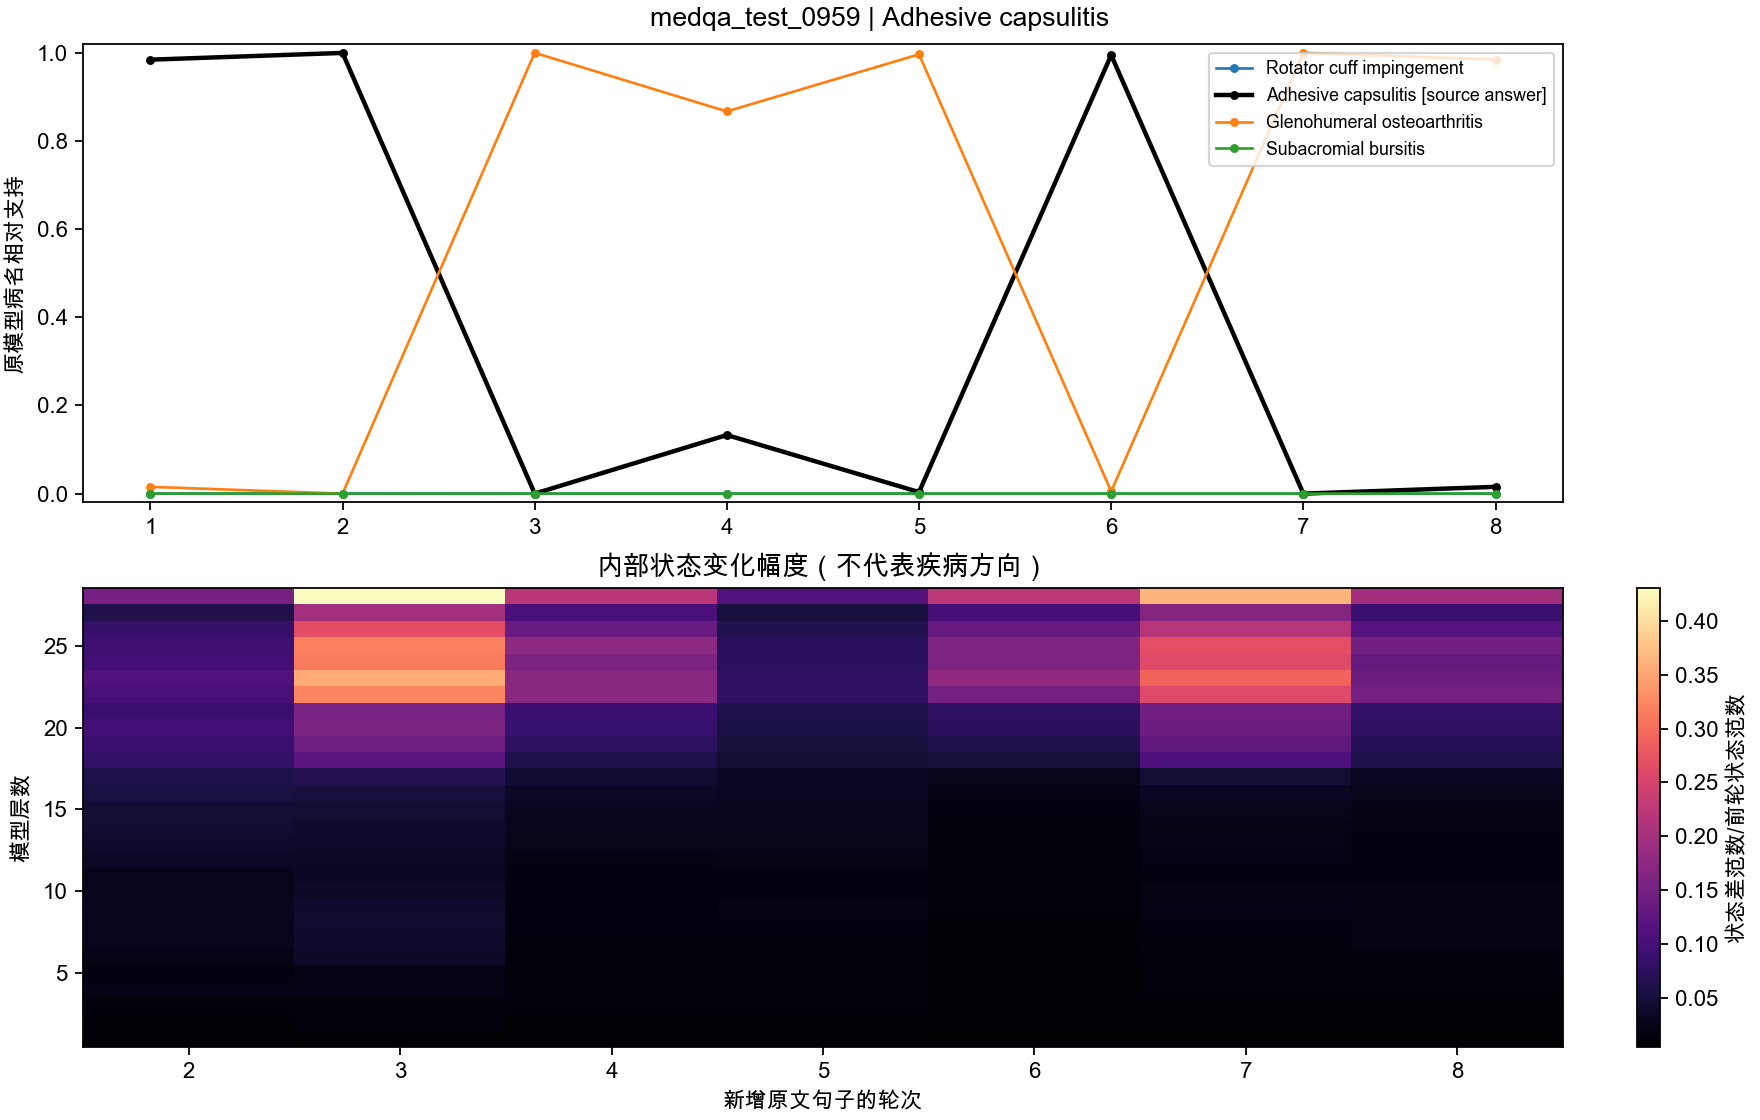 medqa_test_0959 | Adhesive capsulitis
原模型病名相对支持
1.0
0.8
0.6
0.4
0.2
0.0
Rotator cuff impingement
Adhesive capsulitis [source answer]
Glenohumeral osteoarthritis
Subacromial bursitis
1 2 3 4 5 6 7 8
内部状态变化幅度（不代表疾病方向）
模型层数
25
20
15
10
5
2 3 4 5 6 7 8
新增原文句子的轮次
0.40
0.35
0.30
0.25
0.20
0.15
0.10
0.05
状态差范数/前轮状态范数